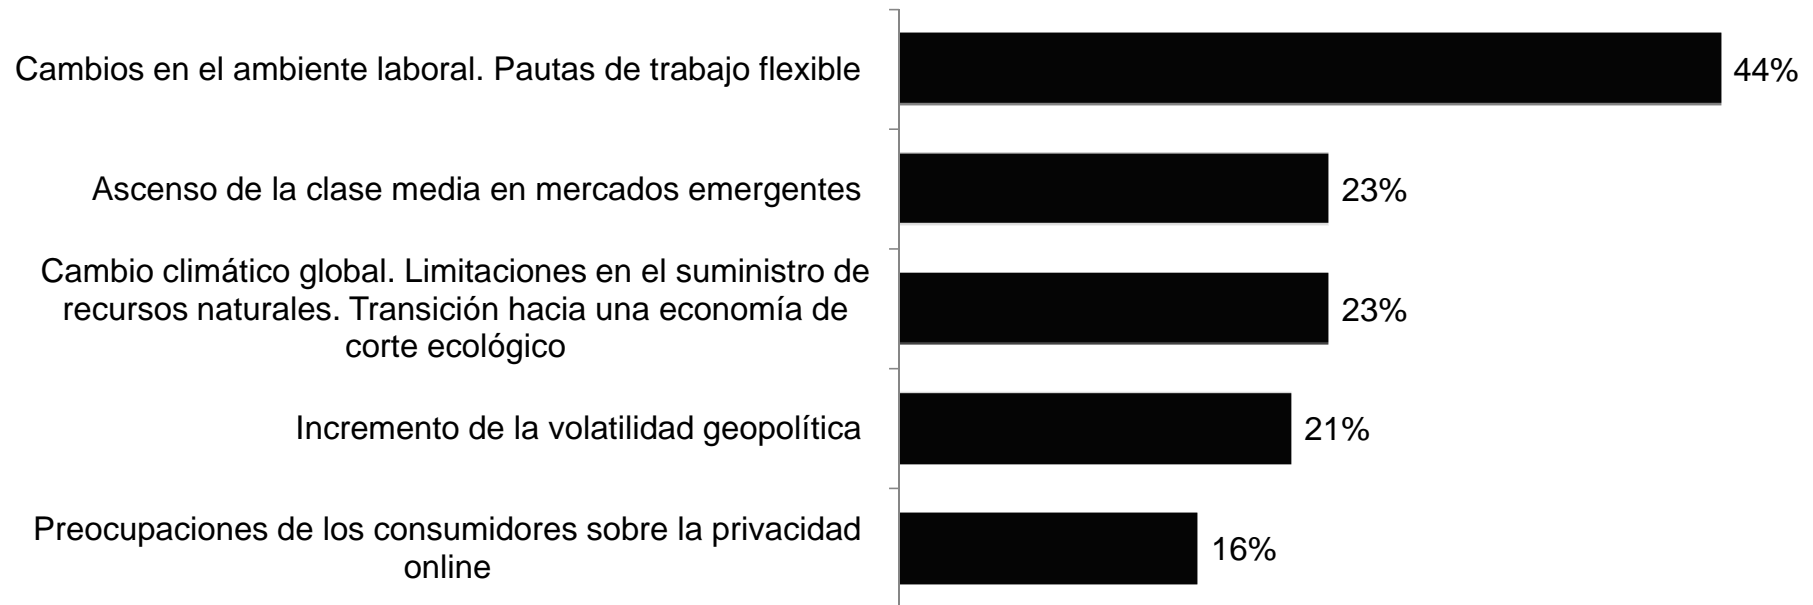 Cambios en el ambiente laboral. Pautas de trabajo flexible
44%
Ascenso de la clase media en mercados emergentes
23%
Cambio climático global. Limitaciones en el suministro de
recursos naturales. Transición hacia una economía de
corte ecológico
23%
Incremento de la volatilidad geopolítica
21%
Preocupaciones de los consumidores sobre la privacidad
online
16%